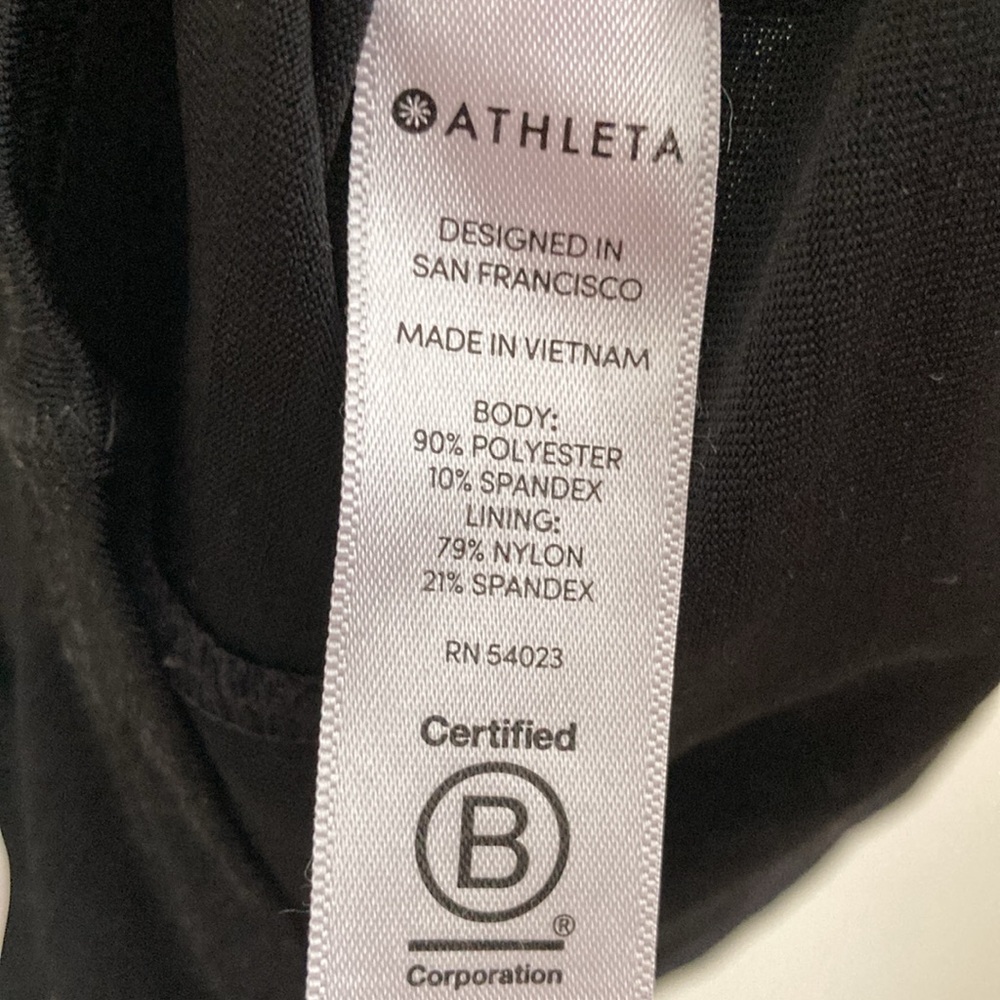 ATHLETA
DESIGNED IN
SAN FRANCISCO
MADE IN VIETNAM
BODY:
90% POLYESTER
10% SPANDEX
LINING:
79% NYLON
21% SPANDEX
RN 54023
Certified
B
®
Corporation